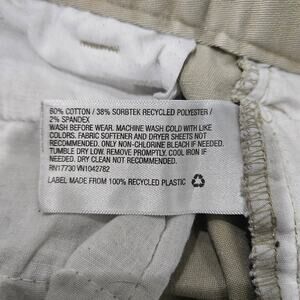 60% COTTON / 38% SORBTEK RECYCLED POLYESTER /
2% SPANDEX
WASH BEFORE WEAR. MACHINE WASH COLD WITH LIKE
COLORS. FABRIC SOFTENER AND DRYER SHEETS NOT
RECOMMENDED. ONLY NON-CHLORINE BLEACH IF NEEDED.
TUMBLE DRY LOW. REMOVE PROMPTLY. COOL IRON IF
NEEDED. DRY CLEAN NOT RECOMMENDED.
RN17730 VN1042782
LABEL MADE FROM 100% RECYCLED PLASTIC